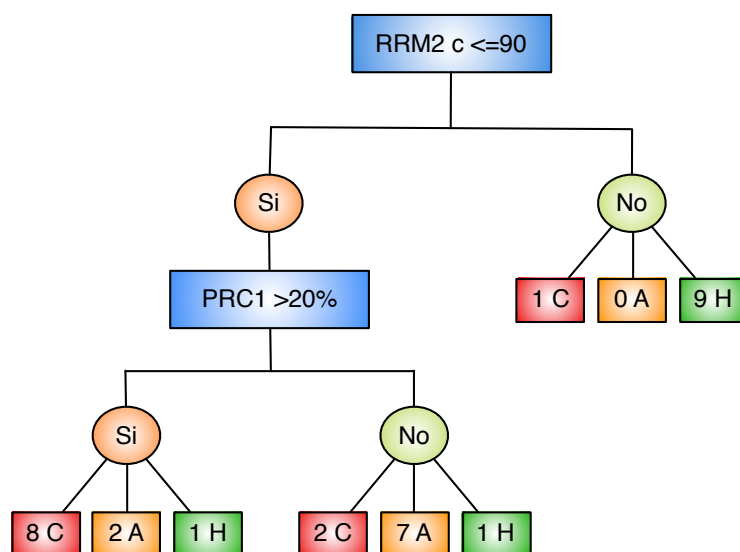 RRM2 c <=90
Si
No
1 C
0 A
9 H
PRC1 >20%
Si
No
8 C
2 A
1 H
2 C
7 A
1 H